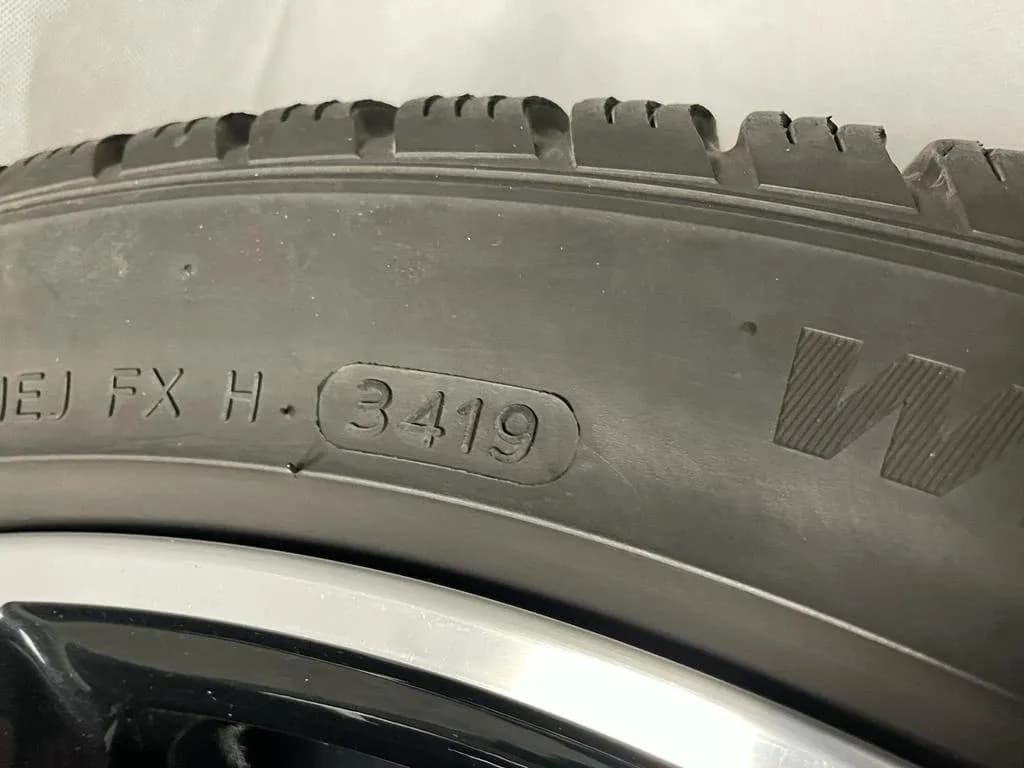 EJ FX H. 3419
W